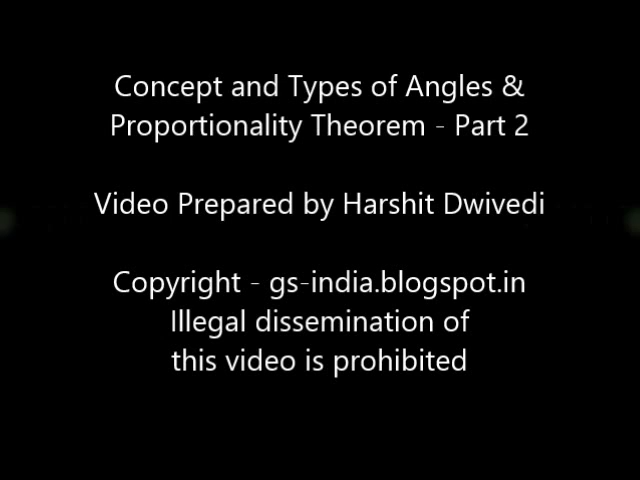 Concept and Types of Angles &
Proportionality Theorem - Part 2
Video Prepared by Harshit Dwivedi
Copyright - gs-india.blogspot.in
Illegal dissemination of
this video is prohibited